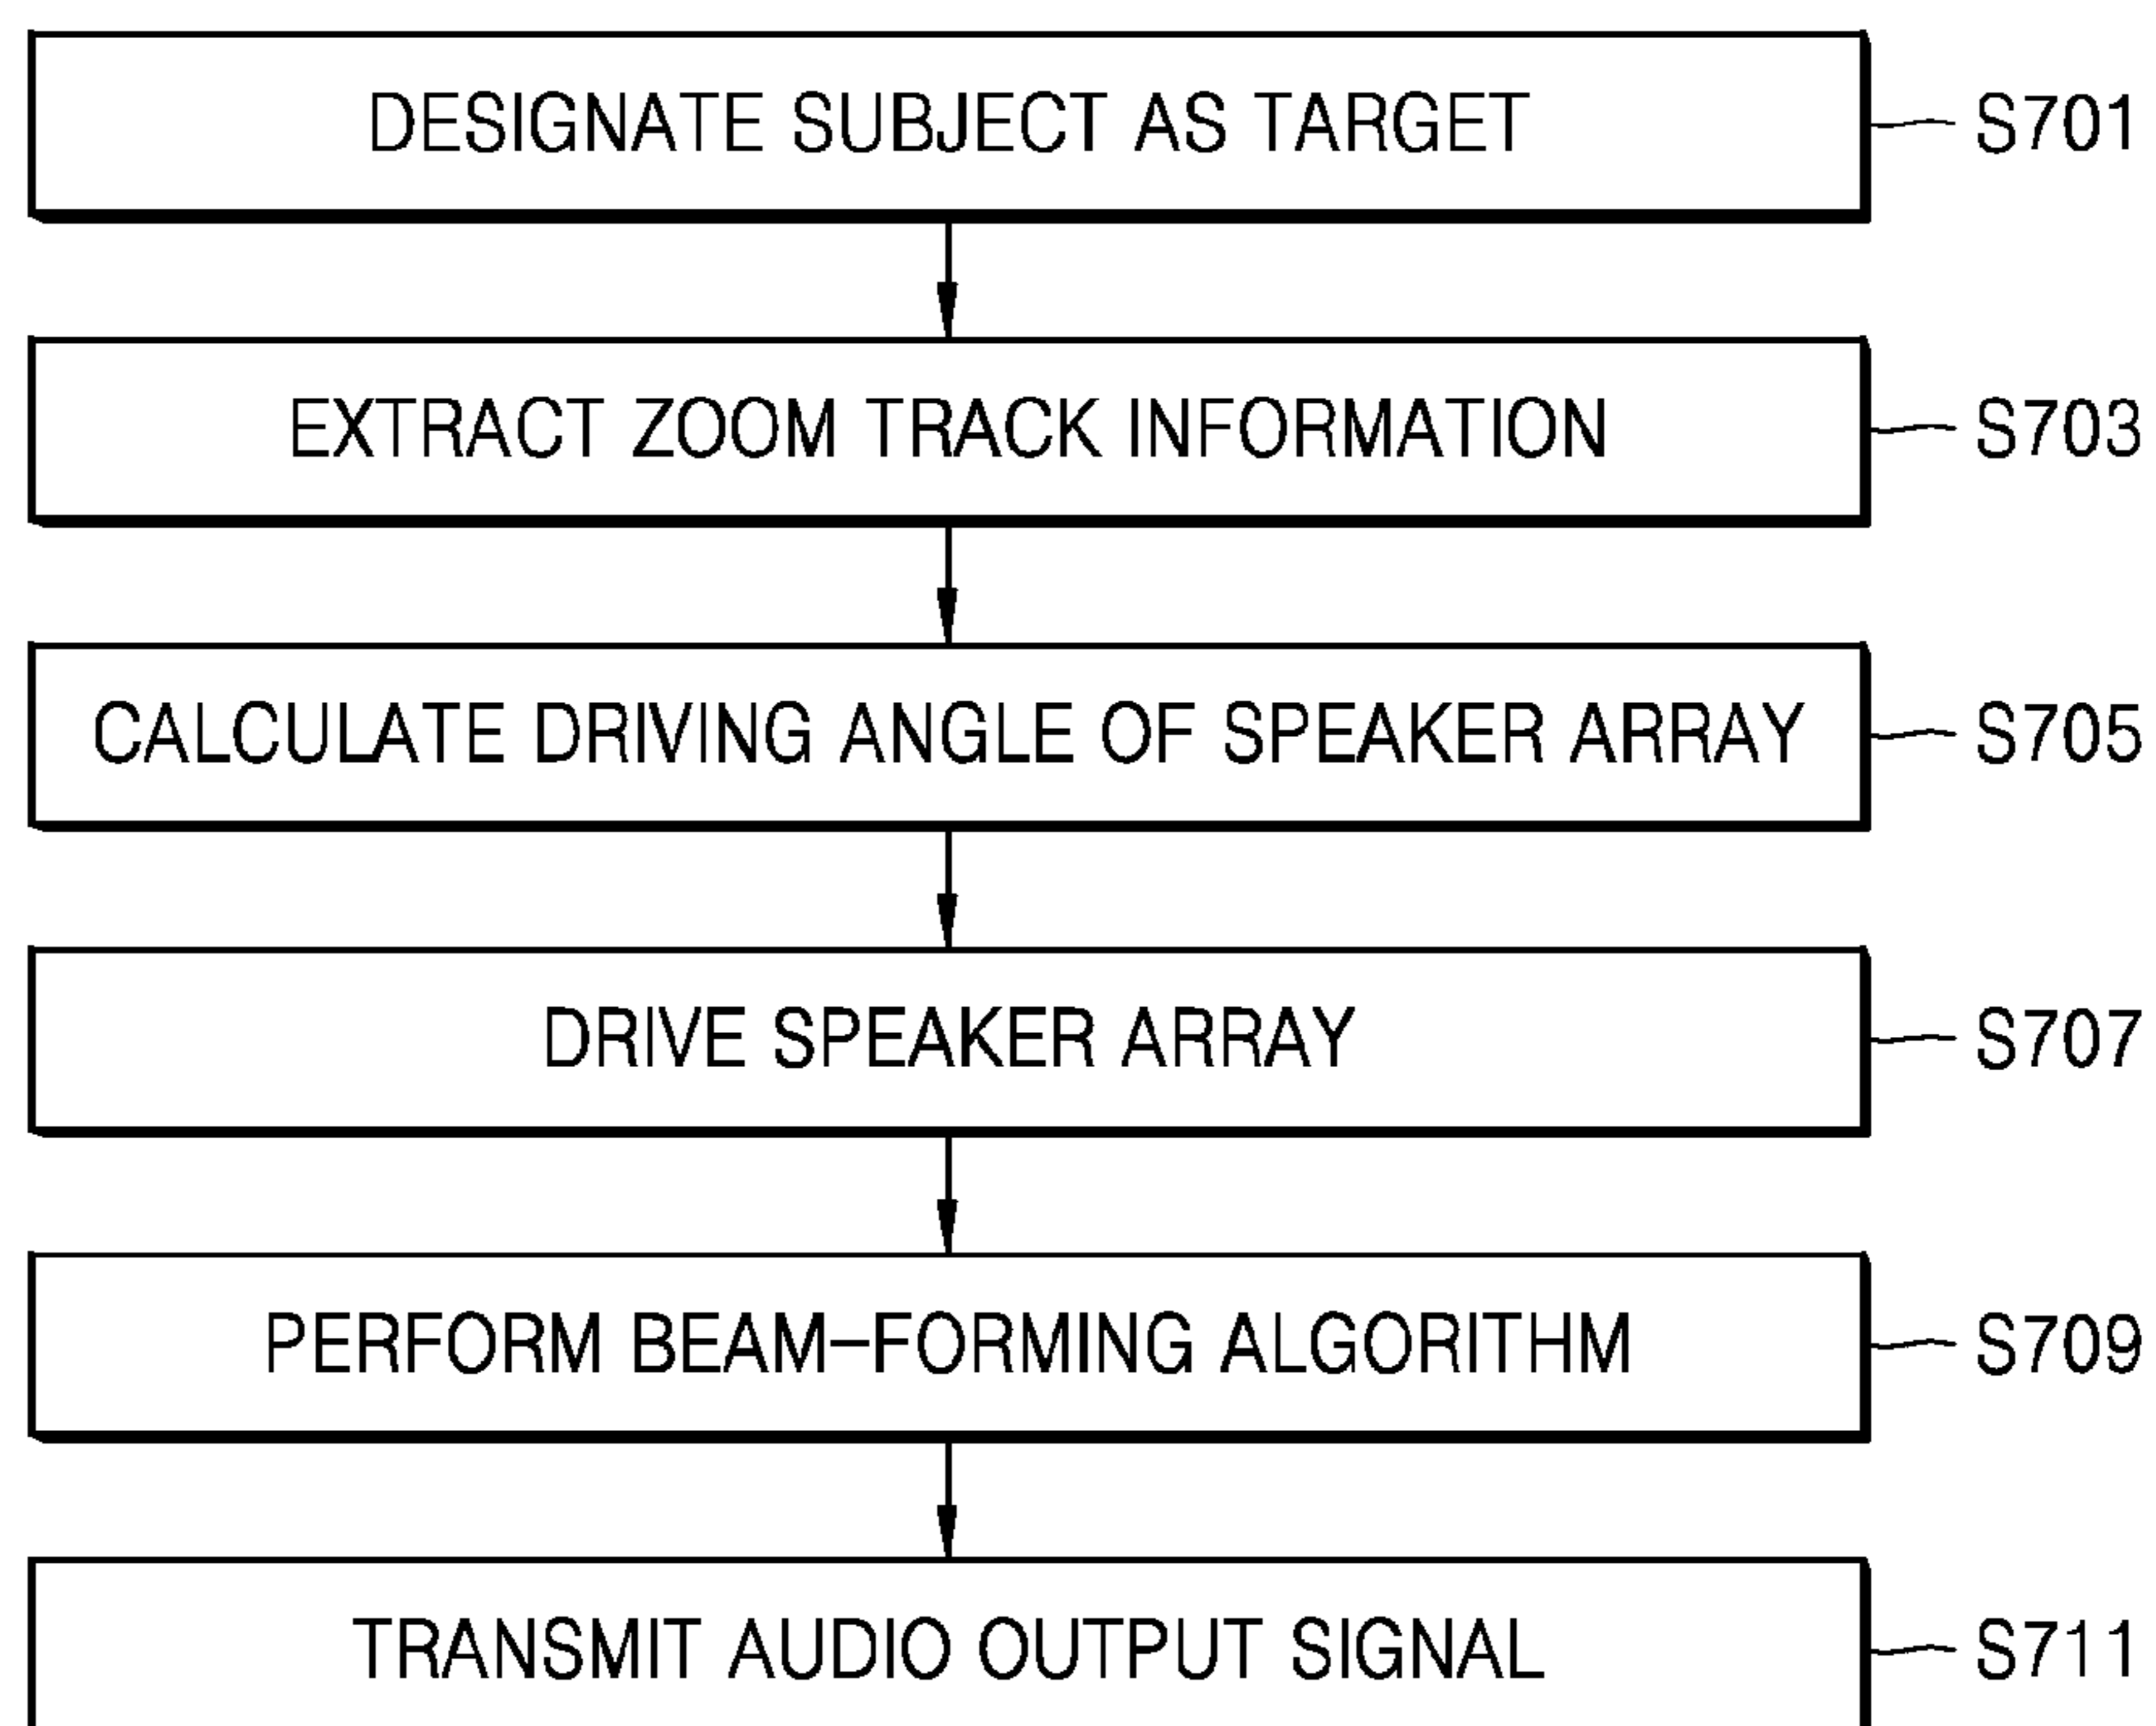 DESIGNATE SUBJECT AS TARGET S701
EXTRACT ZOOM TRACK INFORMATION S703
CALCULATE DRIVING ANGLE OF SPEAKER ARRAY S705
DRIVE SPEAKER ARRAY S707
PERFORM BEAM-FORMING ALGORITHM S709
TRANSMIT AUDIO OUTPUT SIGNAL S711